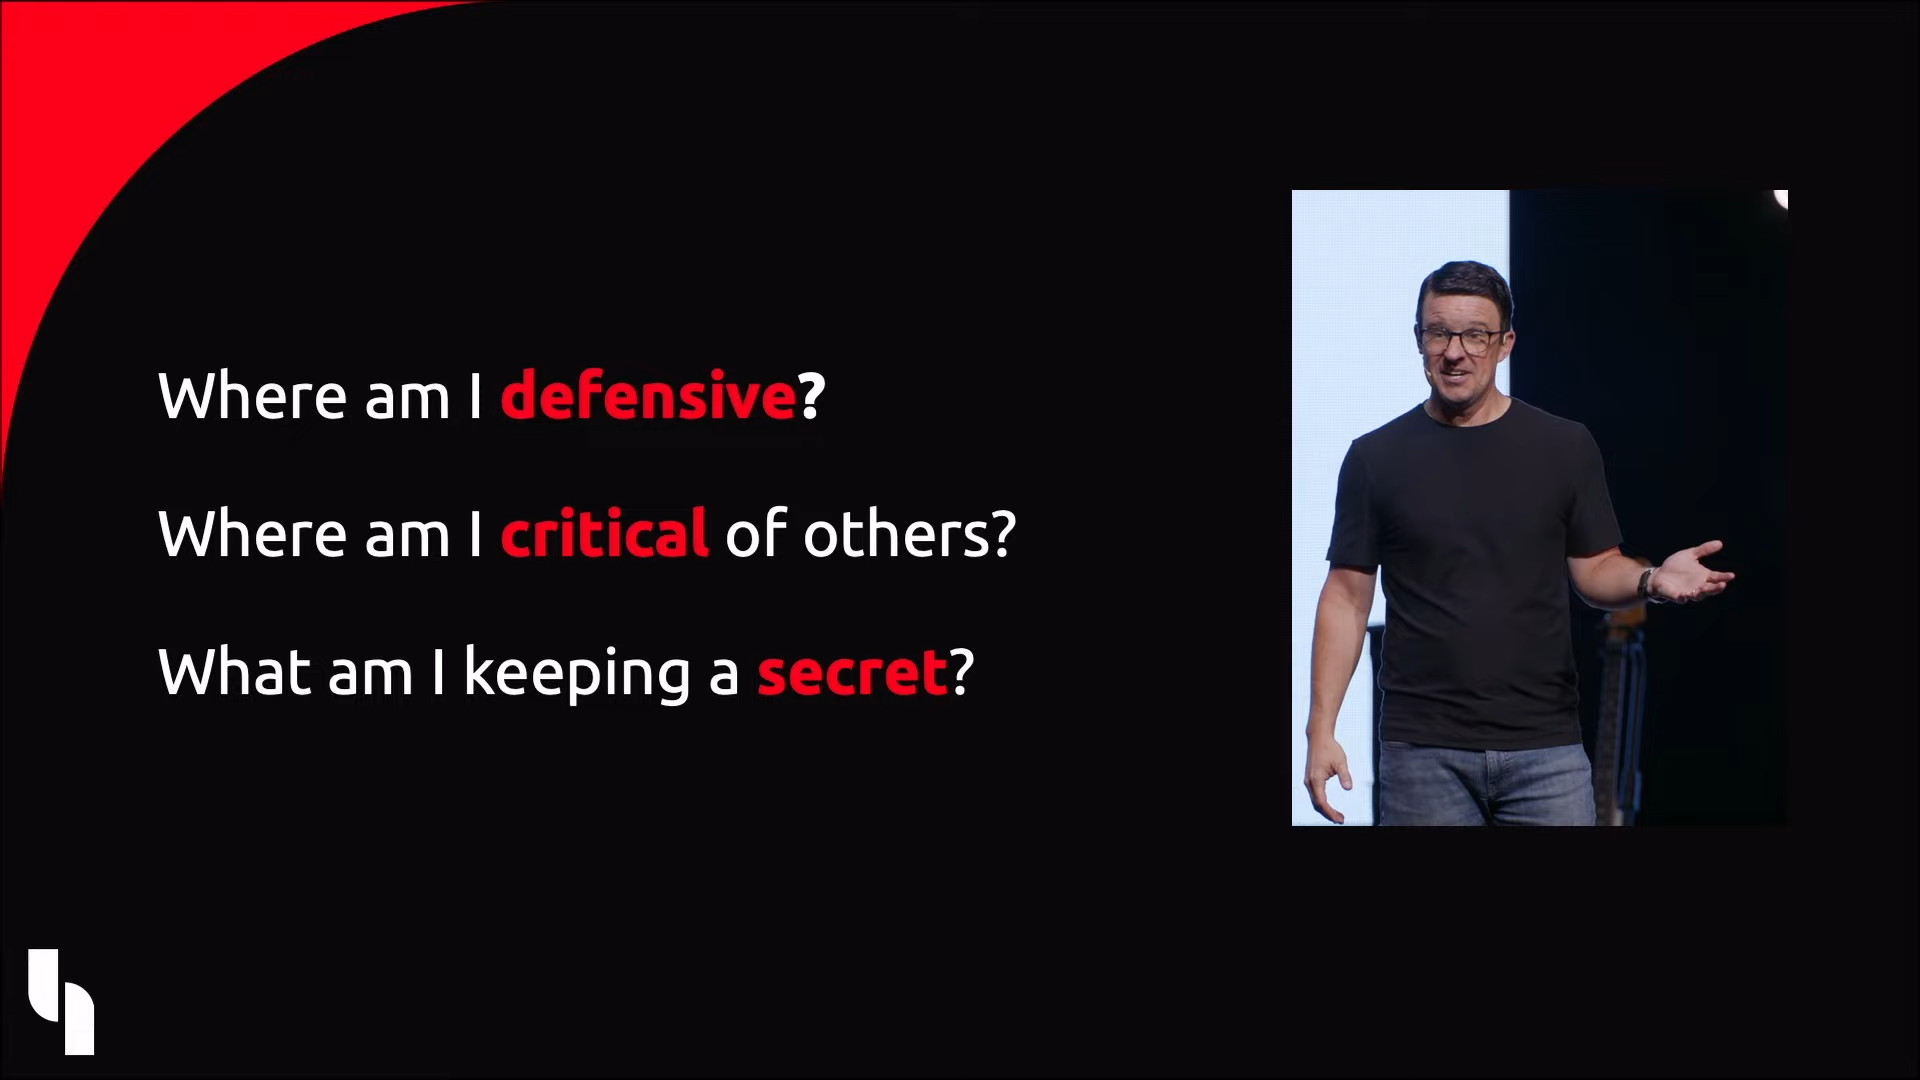 Where am I defensive?
Where am I critical of others?
What am I keeping a secret?